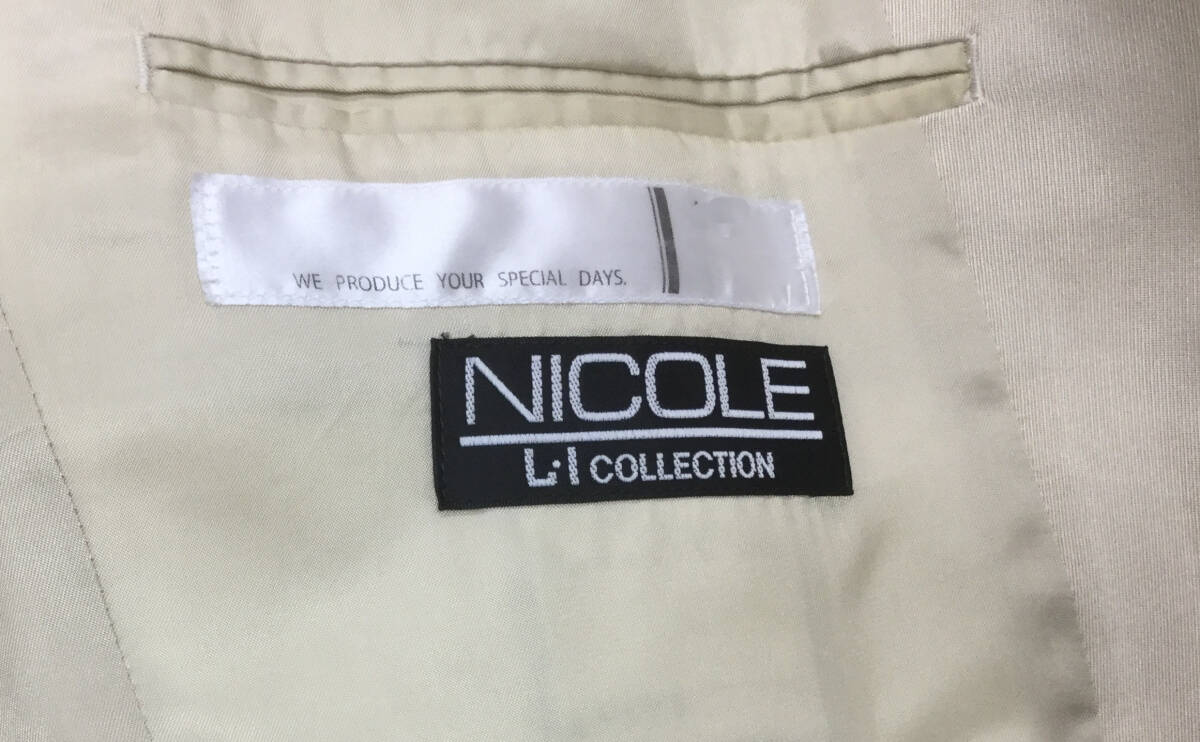 WE PRODUCE YOUR SPECIAL DAYS.
NICOLE
L·I COLLECTION